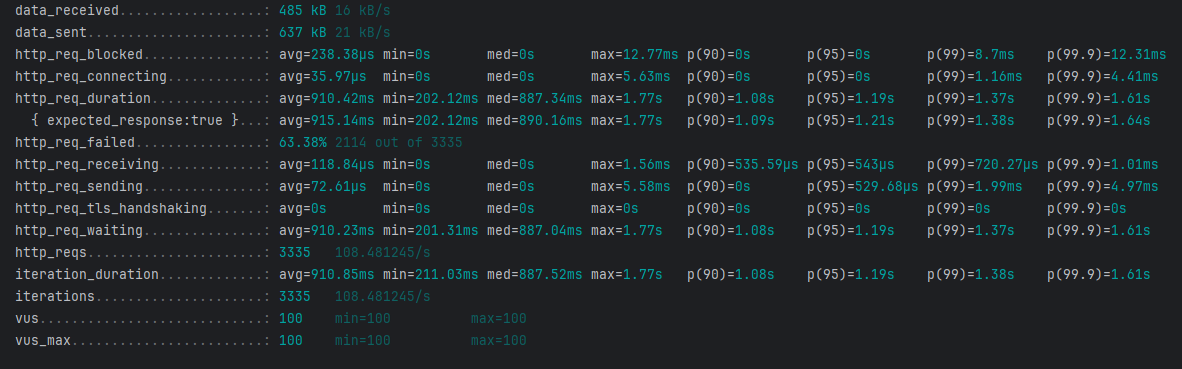 data_received..................: 485 kB 16 kB/s
data_sent......................: 637 kB 21 kB/s
http_req_blocked...............: avg=238.38µs min=0s       med=0s       max=12.77ms p(90)=0s       p(95)=0s       p(99)=8.7ms    p(99.9)=12.31ms
http_req_connecting............: avg=35.97µs  min=0s       med=0s       max=5.63ms  p(90)=0s       p(95)=0s       p(99)=1.16ms   p(99.9)=4.41ms
http_req_duration..............: avg=910.42ms min=202.12ms med=887.34ms max=1.77s   p(90)=1.08s    p(95)=1.19s    p(99)=1.37s    p(99.9)=1.61s
  { expected_response:true }...: avg=915.14ms min=202.12ms med=890.16ms max=1.77s   p(90)=1.09s    p(95)=1.21s    p(99)=1.38s    p(99.9)=1.64s
http_req_failed................: 63.38% 2114 out of 3335
http_req_receiving.............: avg=118.84µs min=0s       med=0s       max=1.56ms  p(90)=535.59µs p(95)=543µs    p(99)=720.27µs p(99.9)=1.01ms
http_req_sending...............: avg=72.61µs  min=0s       med=0s       max=5.58ms  p(90)=0s       p(95)=529.68µs p(99)=1.99ms   p(99.9)=4.97ms
http_req_tls_handshaking.......: avg=0s       min=0s       med=0s       max=0s      p(90)=0s       p(95)=0s       p(99)=0s       p(99.9)=0s
http_req_waiting...............: avg=910.23ms min=201.31ms med=887.04ms max=1.77s   p(90)=1.08s    p(95)=1.19s    p(99)=1.37s    p(99.9)=1.61s
http_reqs......................: 3335   108.481245/s
iteration_duration.............: avg=910.85ms min=211.03ms med=887.52ms max=1.77s   p(90)=1.08s    p(95)=1.19s    p(99)=1.38s    p(99.9)=1.61s
iterations.....................: 3335   108.481245/s
vus............................: 100    min=100          max=100
vus_max........................: 100    min=100          max=100